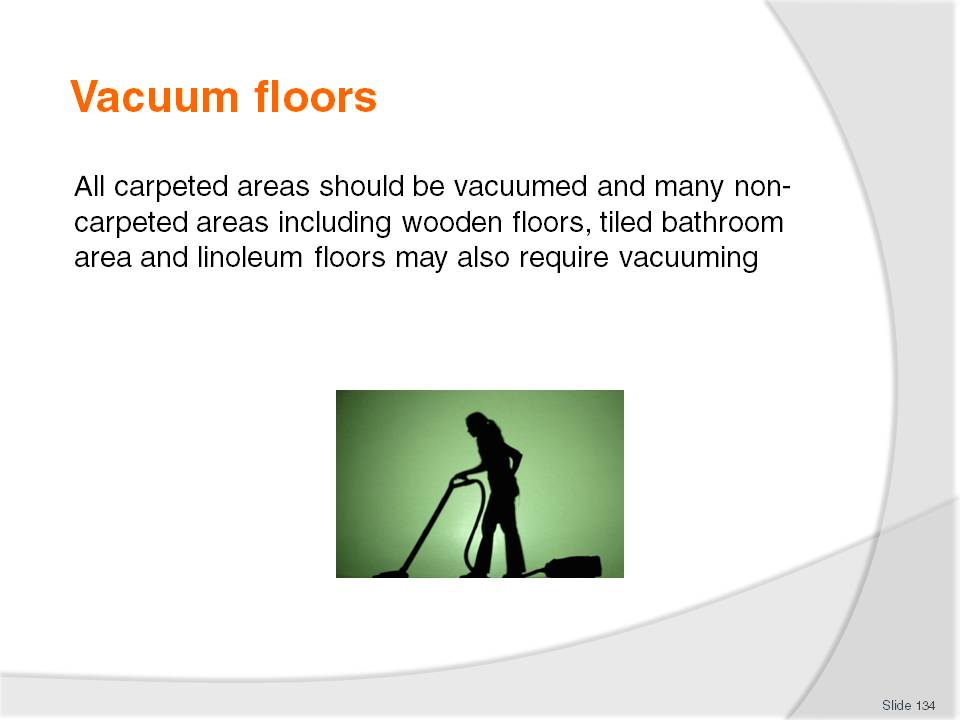 Vacuum floors
All carpeted areas should be vacuumed and many non-
carpeted areas including wooden floors, tiled bathroom
area and linoleum floors may also require vacuuming
Slide 134